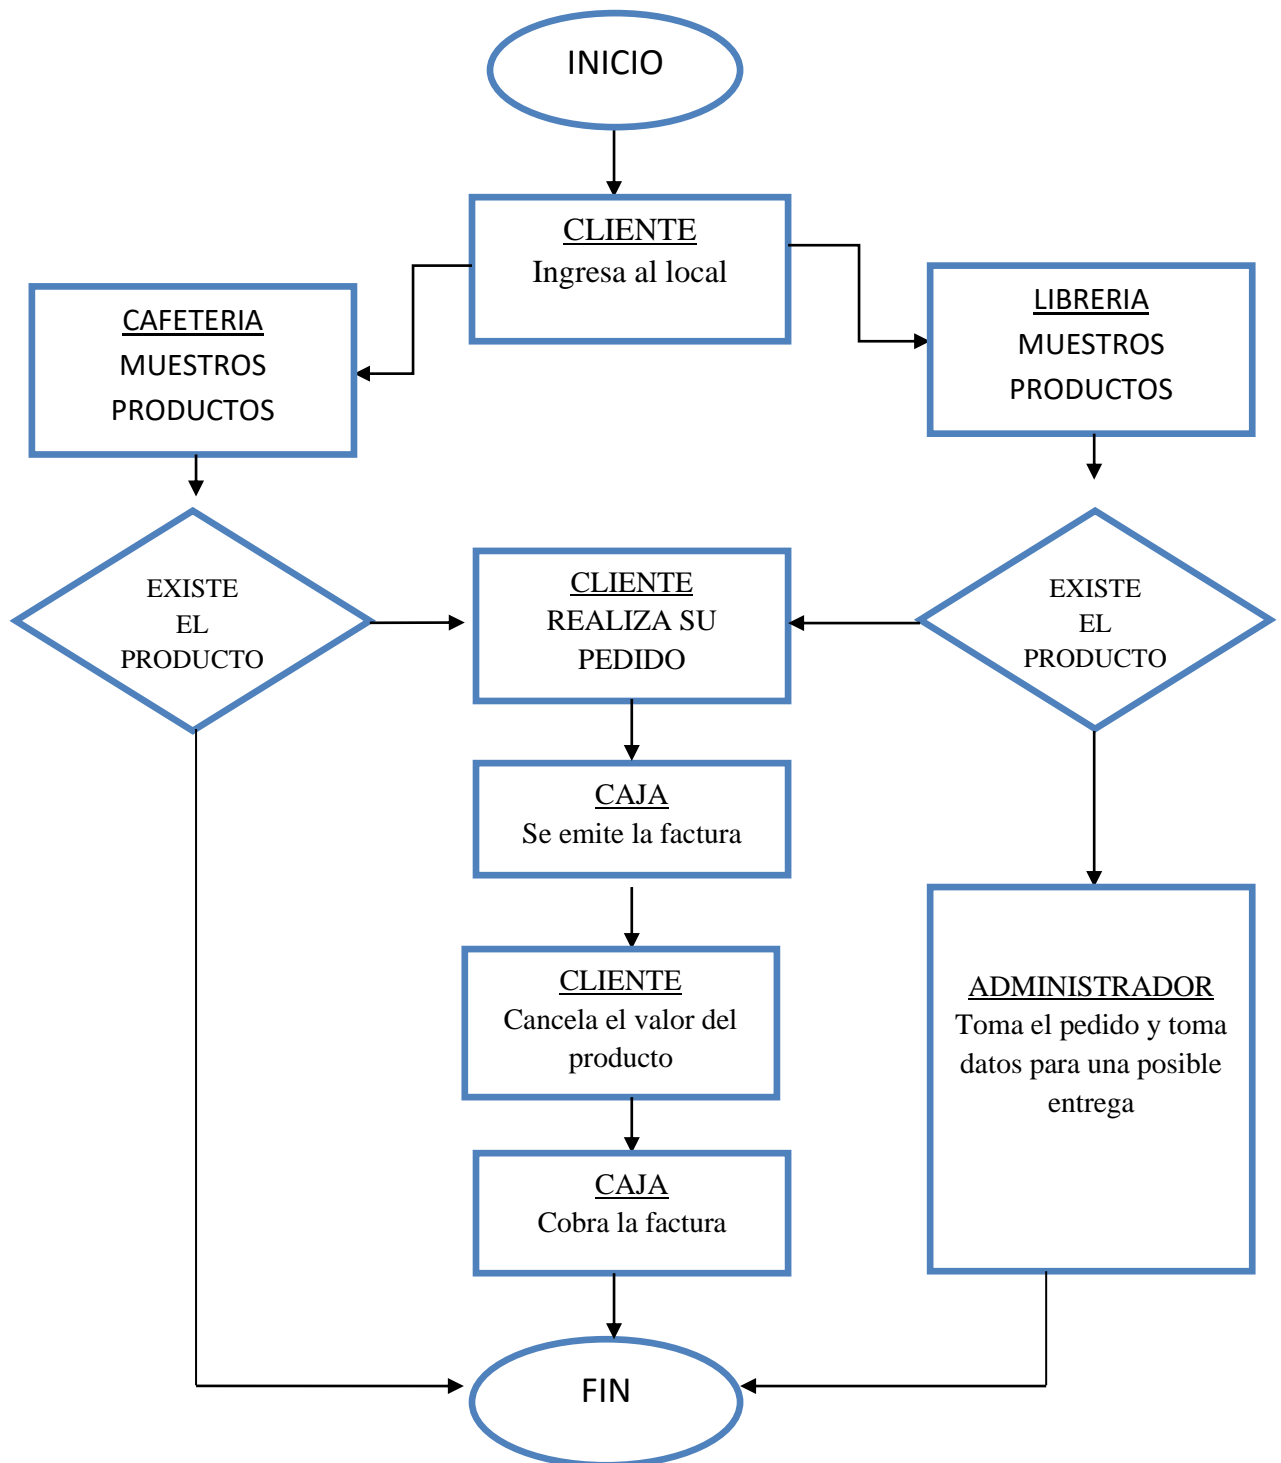 INICIO
CLIENTE
Ingresa al local
CAFETERIA
MUESTROS
PRODUCTOS
LIBRERIA
MUESTROS
PRODUCTOS
EXISTE
EL
PRODUCTO
CLIENTE
REALIZA SU
PEDIDO
EXISTE
EL
PRODUCTO
CAJA
Se emite la factura
CLIENTE
Cancela el valor del
producto
ADMINISTRADOR
Toma el pedido y toma
datos para una posible
entrega
CAJA
Cobra la factura
FIN